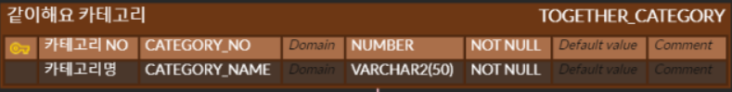 같이해요 카테고리 TOGETHER_CATEGORY
카테고리 NO CATEGORY_NO Domain NUMBER NOT NULL Default value Comment
카테고리명 CATEGORY_NAME Domain VARCHAR2(50) NOT NULL Default value Comment